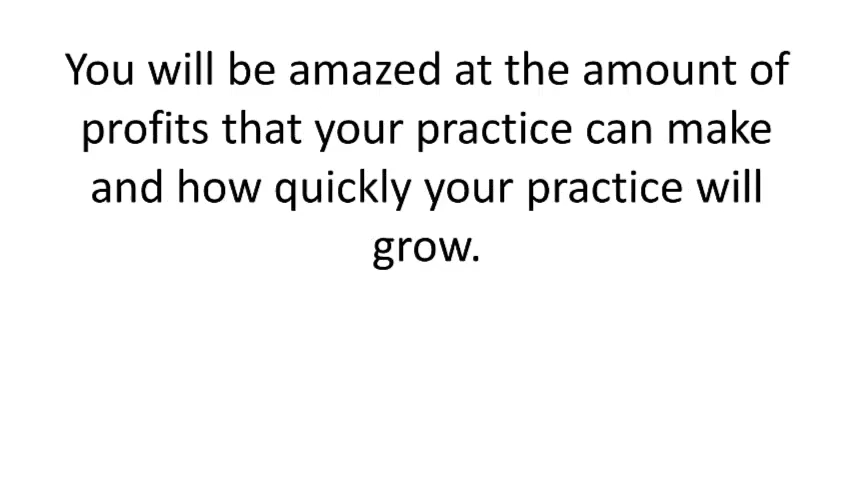 You will be amazed at the amount of
profits that your practice can make
and how quickly your practice will
grow.